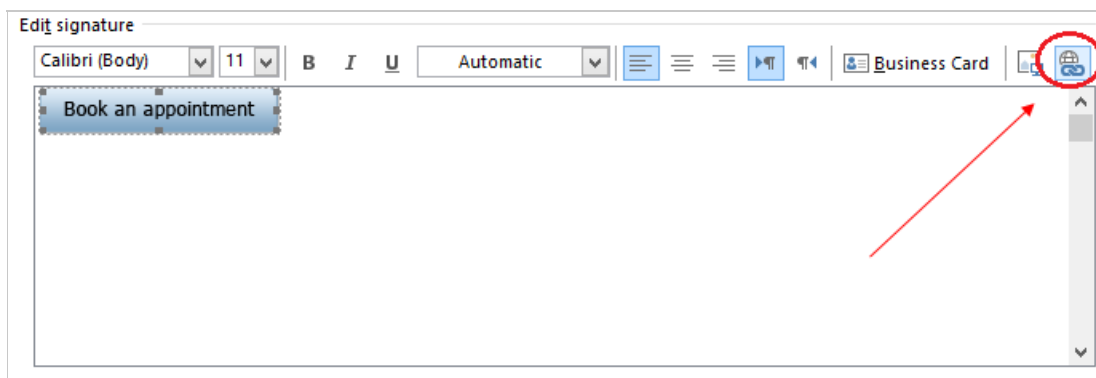 Edit signature
Calibri (Body) 11 B I U Automatic Business Card
Book an appointment